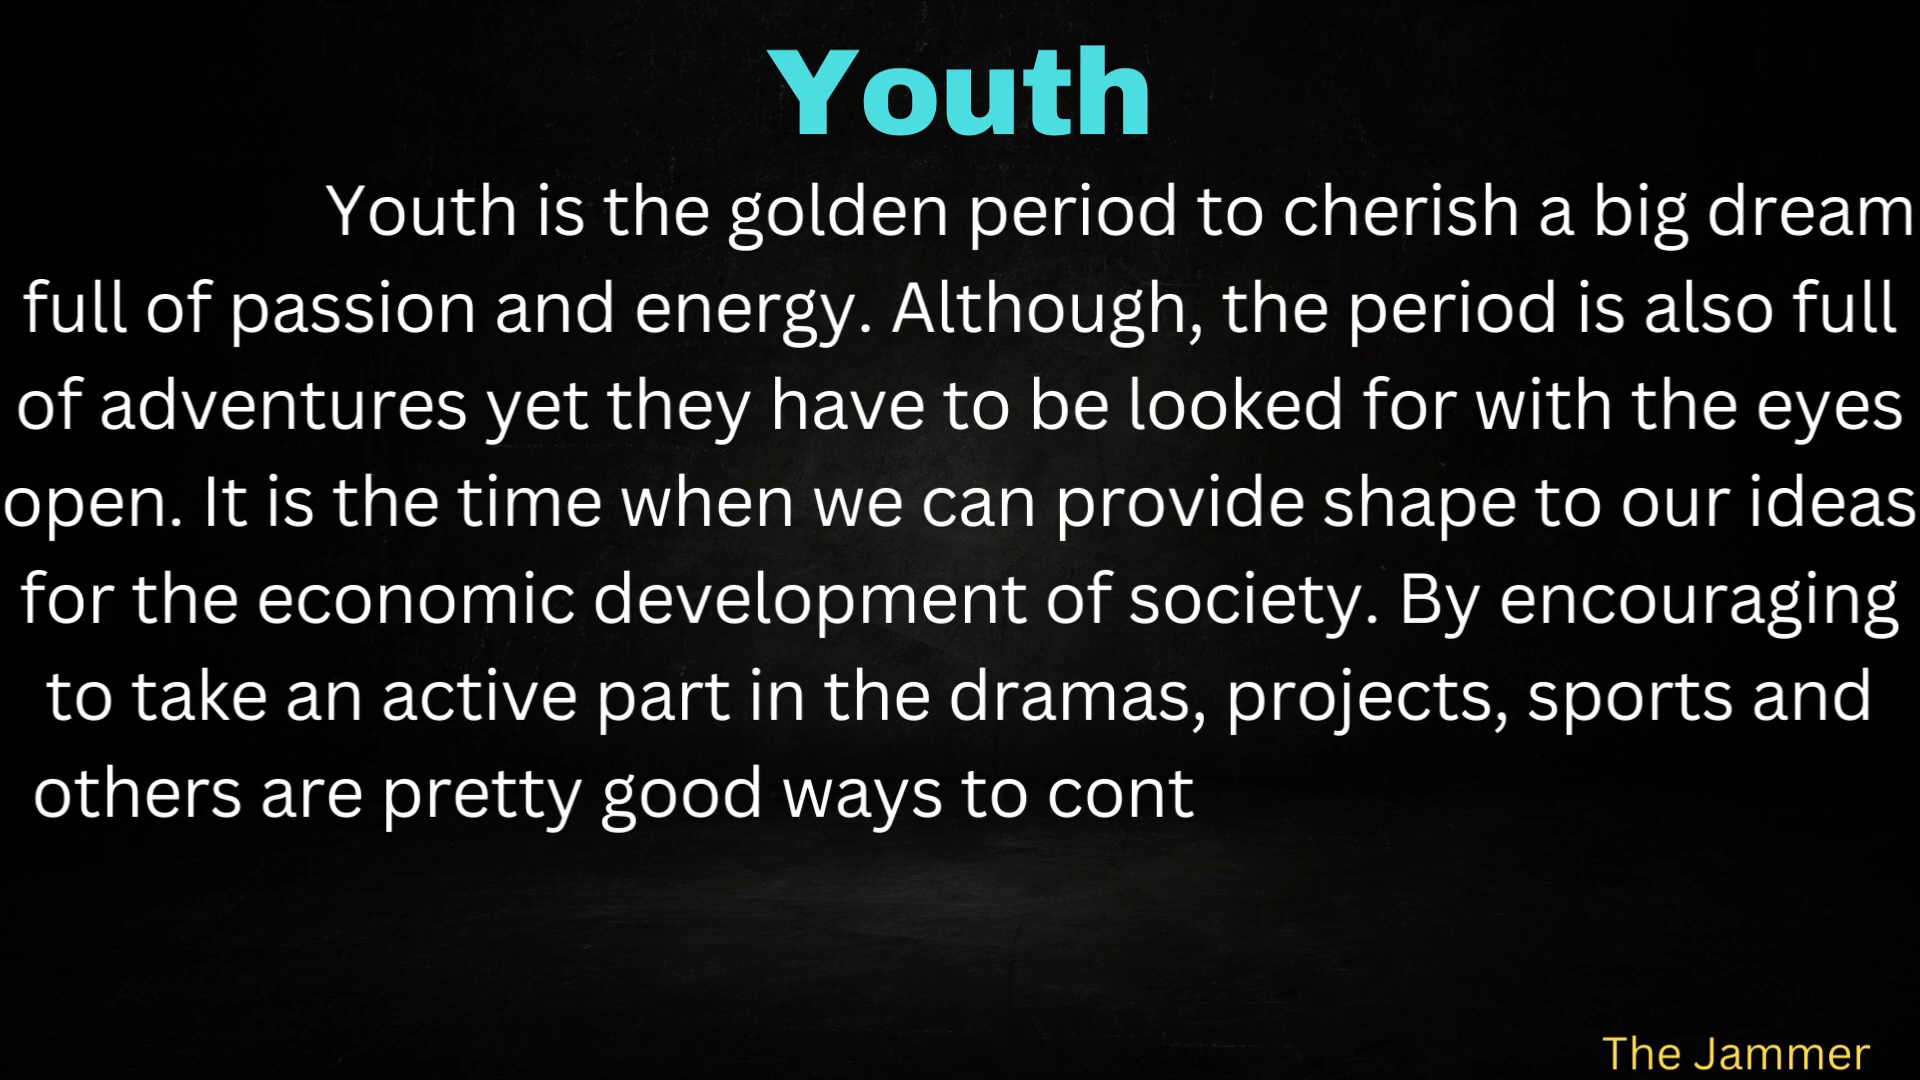 Youth
Youth is the golden period to cherish a big dream
full of passion and energy. Although, the period is also full
of adventures yet they have to be looked for with the eyes
open. It is the time when we can provide shape to our ideas
for the economic development of society. By encouraging
to take an active part in the dramas, projects, sports and
others are pretty good ways to cont
The Jammer